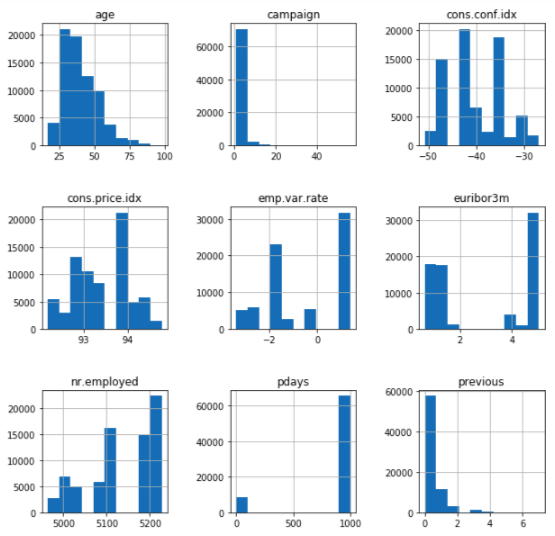 age campaign cons.conf.idx
20000 60000 20000
15000 40000 15000
10000 20000 10000
5000 5000
0 0 0
25 50 75 100 0 20 40 −50 −40 −30
cons.price.idx emp.var.rate euribor3m
20000 30000 30000
15000 20000 20000
10000 10000 10000
5000
0 0 0
93 94 −2 0 2 4
nr.employed pdays previous
20000 60000 60000
15000 40000 40000
10000 20000 20000
5000
0 0 0
5000 5100 5200 0 500 1000 0 2 4 6